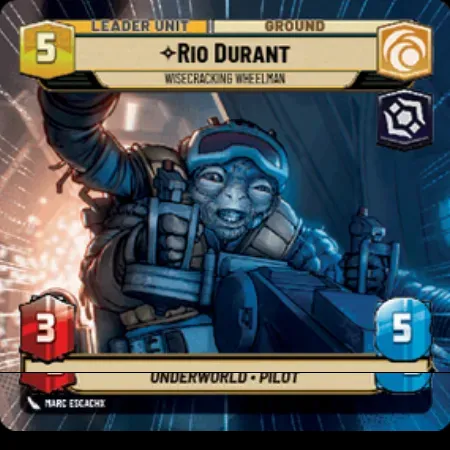 LEADER UNIT GROUND
5 RIO DURANT
WISECRACKING WHEELMAN
3 5
UNDERWORLD • PILOT
MARC ESCACHX